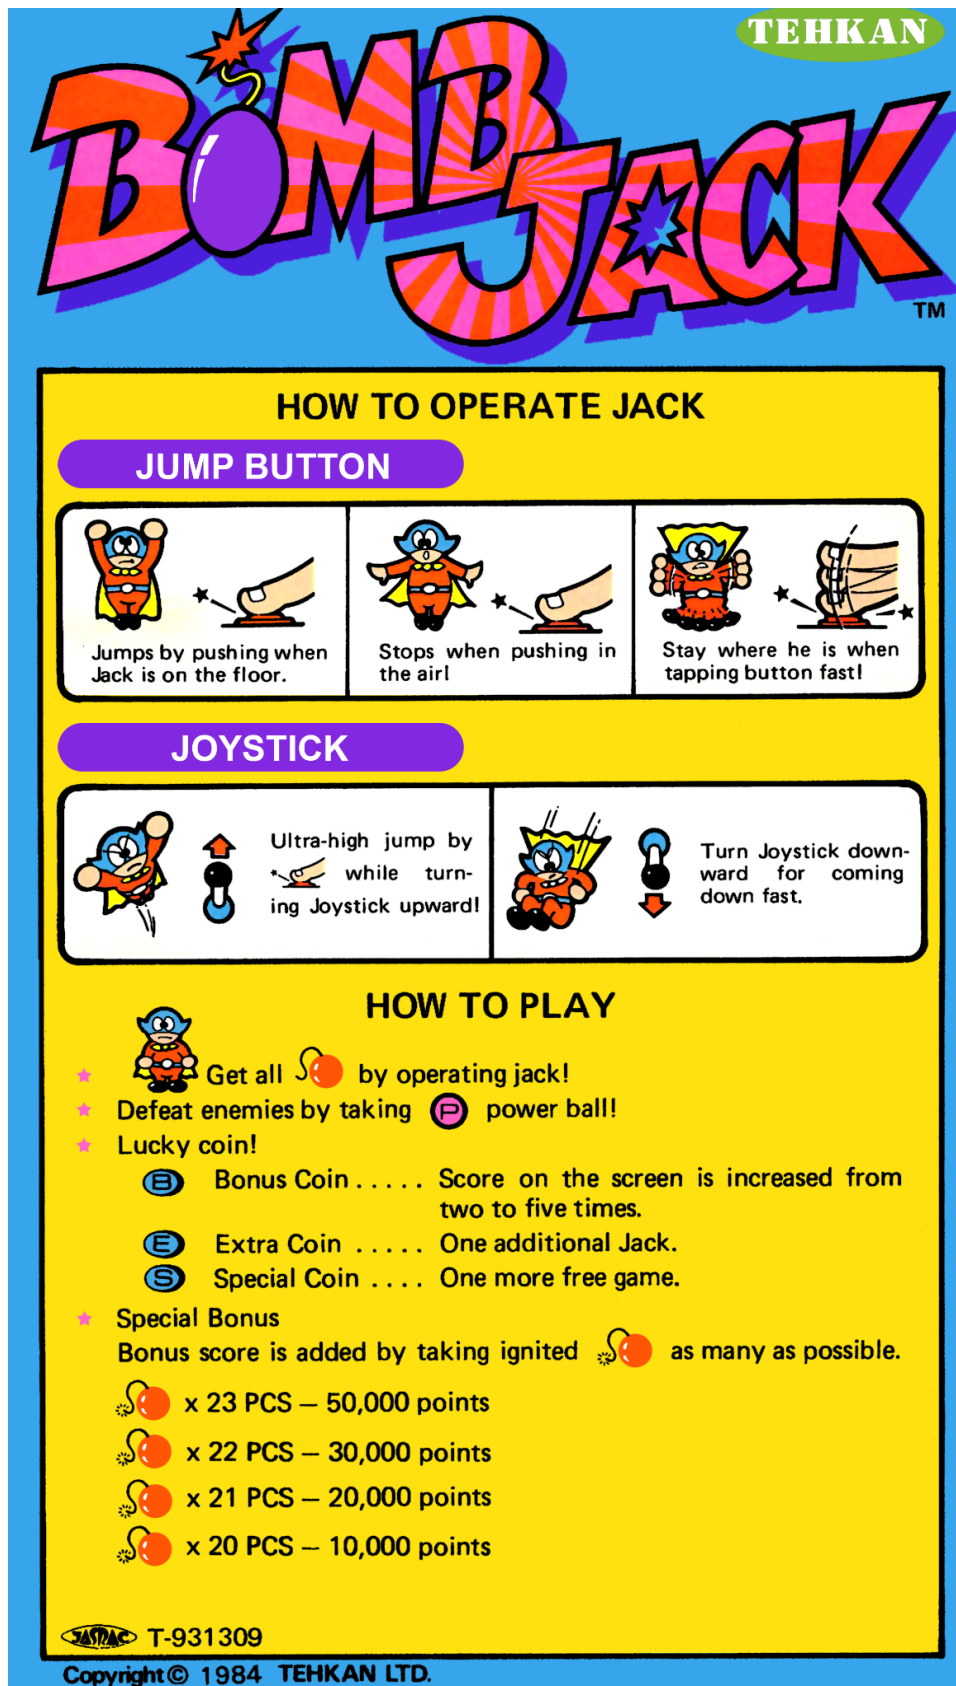 TEHKAN
BOMB
JACK
TM
HOW TO OPERATE JACK
JUMP BUTTON
Jumps by pushing when
Jack is on the floor.
Stops when pushing in
the air!
Stay where he is when
tapping button fast!
JOYSTICK
Ultra-high jump by
while turn-
ing Joystick upward!
Turn Joystick down-
ward for coming
down fast.
HOW TO PLAY
★ Get all by operating jack!
★ Defeat enemies by taking P power ball!
★ Lucky coin!
B Bonus Coin ..... Score on the screen is increased from
two to five times.
E Extra Coin ..... One additional Jack.
S Special Coin .... One more free game.
★ Special Bonus
Bonus score is added by taking ignited as many as possible.
x 23 PCS — 50,000 points
x 22 PCS — 30,000 points
x 21 PCS — 20,000 points
x 20 PCS — 10,000 points
JASRAC T-931309
Copyright © 1984 TEHKAN LTD.